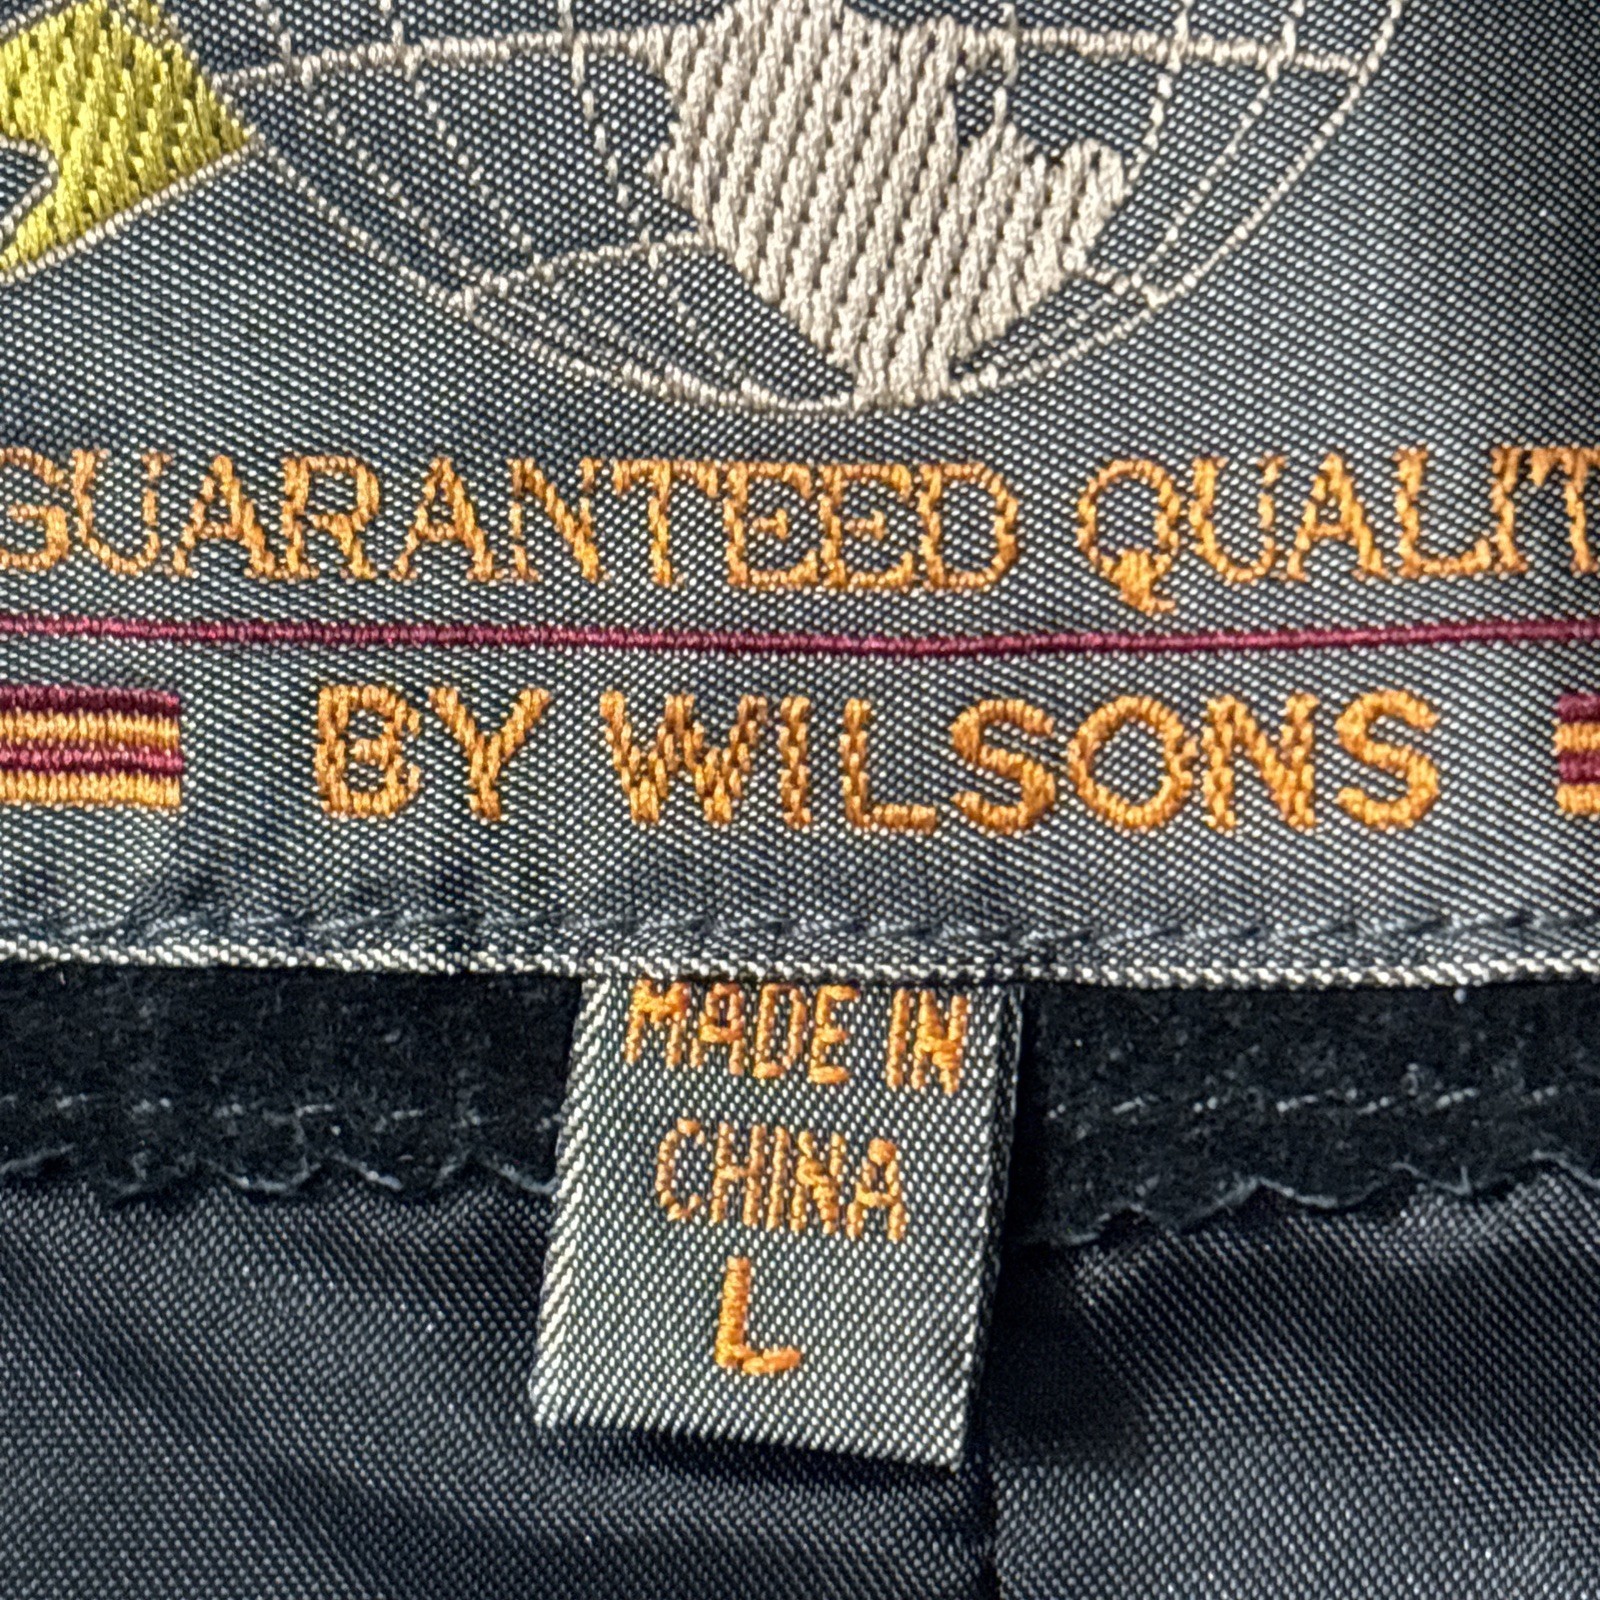 GUARANTEED QUALIT
BY WILSONS
MADE IN
CHINA
L